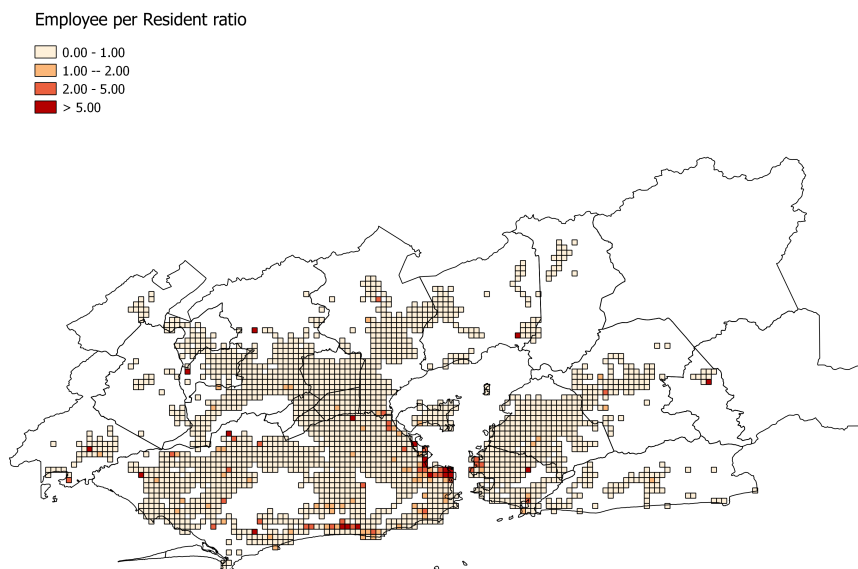 Employee per Resident ratio
0.00 - 1.00
1.00 -- 2.00
2.00 - 5.00
> 5.00